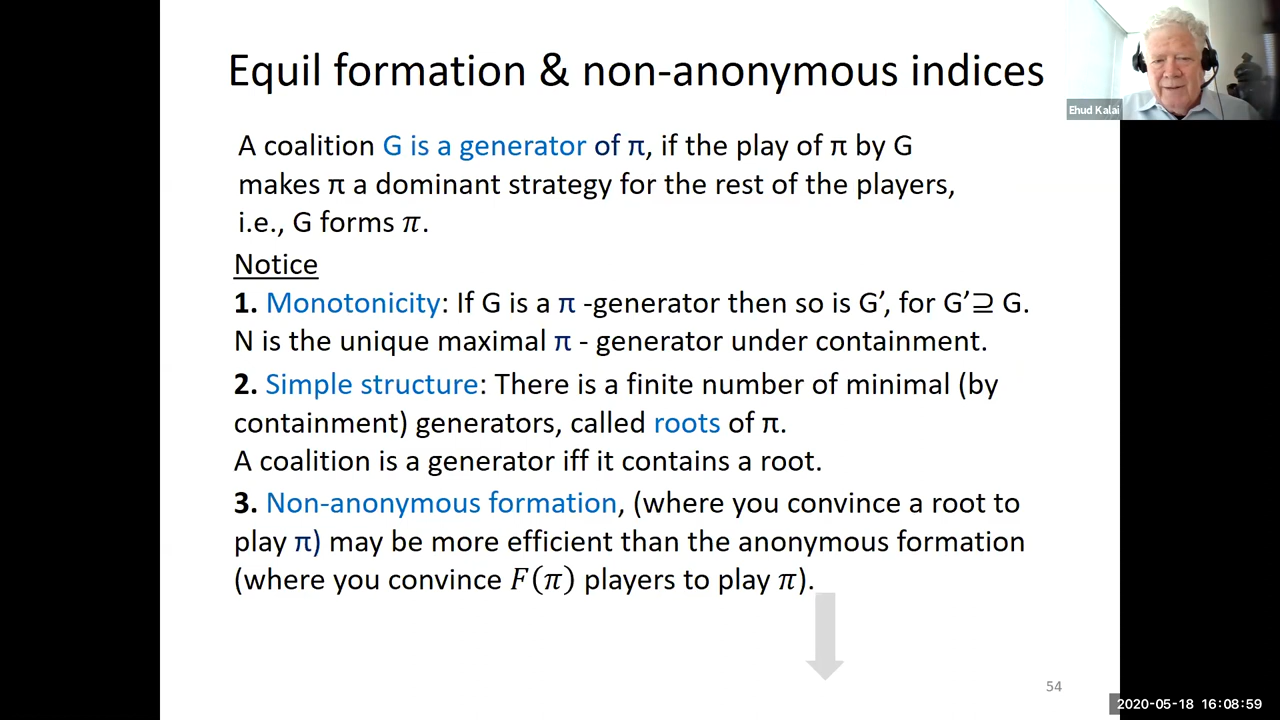 Equil formation & non-anonymous indices
Ehud Kalai
A coalition G is a generator of π, if the play of π by G
makes π a dominant strategy for the rest of the players,
i.e., G forms π.
Notice
1. Monotonicity: If G is a π -generator then so is G’, for G’⊇ G.
N is the unique maximal π - generator under containment.
2. Simple structure: There is a finite number of minimal (by
containment) generators, called roots of π.
A coalition is a generator iff it contains a root.
3. Non-anonymous formation, (where you convince a root to
play π) may be more efficient than the anonymous formation
(where you convince F(π) players to play π).
54
2020-05-18 16:08:59